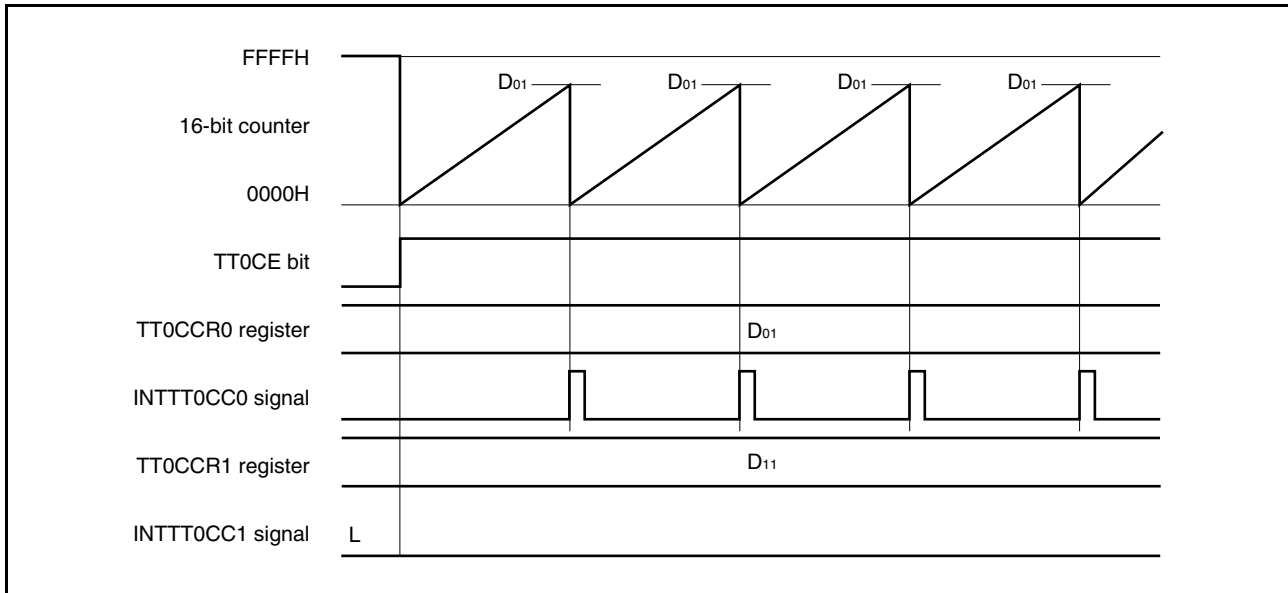 FFFFH
D01 D01 D01 D01
16-bit counter
0000H
TT0CE bit
TT0CCR0 register D01
INTTT0CC0 signal
TT0CCR1 register D11
INTTT0CC1 signal L